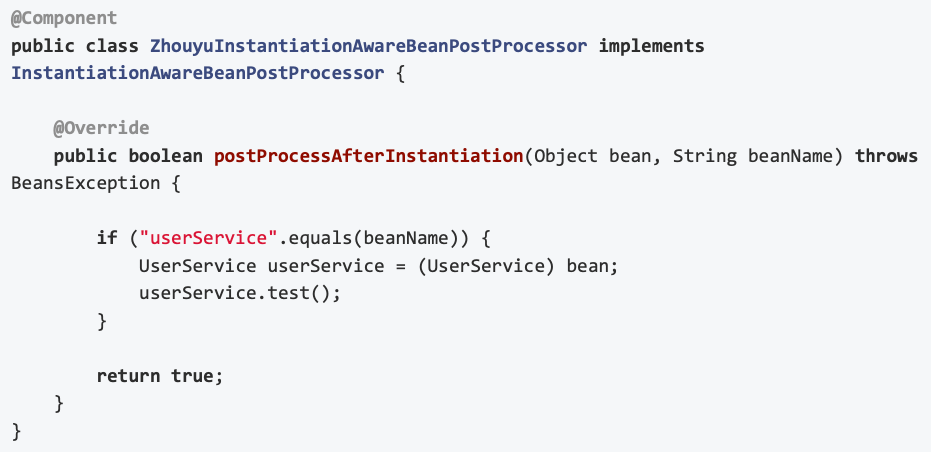 @Component
public class ZhouyuInstantiationAwareBeanPostProcessor implements
InstantiationAwareBeanPostProcessor {
@Override
public boolean postProcessAfterInstantiation(Object bean, String beanName) throws
BeansException {
if ("userService".equals(beanName)) {
UserService userService = (UserService) bean;
userService.test();
}
return true;
}
}